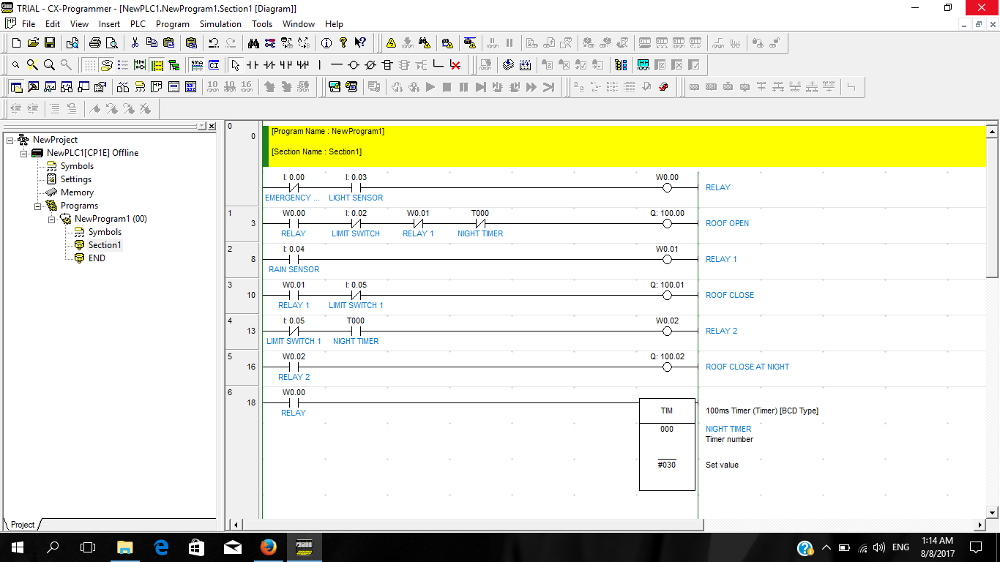 TRIAL - CX-Programmer - [NewPLC1.NewProgram1.Section1 [Diagram]]
File Edit View Insert PLC Program Simulation Tools Window Help
SMA
CI
10 10 16
NewProject
NewPLC1[CP1E] Offline
Symbols
Settings
Memory
Programs
NewProgram1 (00)
Symbols
Section1
END
Project
0
0
[Program Name : NewProgram1]
[Section Name : Section1]
I: 0.00 I: 0.03 W0.00
EMERGENCY ... LIGHT SENSOR RELAY
1
3
W0.00 I: 0.02 W0.01 T000 Q: 100.00
RELAY LIMIT SWITCH RELAY 1 NIGHT TIMER ROOF OPEN
2
8
I: 0.04 W0.01
RAIN SENSOR RELAY 1
3
10
W0.01 I: 0.05 Q: 100.01
RELAY 1 LIMIT SWITCH 1 ROOF CLOSE
4
13
I: 0.05 T000 W0.02
LIMIT SWITCH 1 NIGHT TIMER RELAY 2
5
16
W0.02 Q: 100.02
RELAY 2 ROOF CLOSE AT NIGHT
6
18
W0.00
RELAY
TIM 100ms Timer (Timer) [BCD Type]
000 NIGHT TIMER
Timer number
#030 Set value
ENG
1:14 AM
8/8/2017